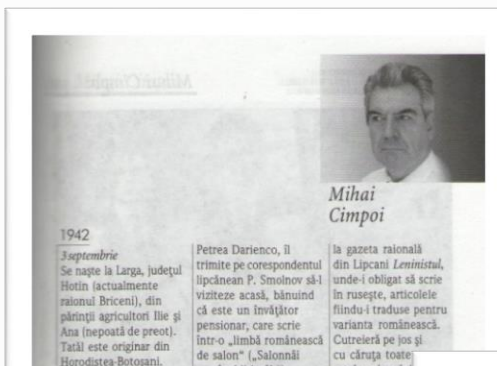 Mihai
Cimpoi
1942
3 septembrie
Se naște la Larga, județul
Hotin (actualmente
raionul Briceni), din
părinții agricultori Ilie și
Ana (nepoată de preot).
Tatăl este originar din
Horodiștea-Botoșani.
Petrea Darienco, îl
trimite pe corespondentul
lipcănean P. Smolnov să-l
viziteze acasă, bănuind
că este un învățător
pensionar, care scrie
într-o „limbă românească
de salon” („Salonnâi
la gazeta raională
din Lipcani Leninistul,
unde-i obligat să scrie
în rusește, articolele
fiindu-i traduse pentru
varianta românească.
Cutreieră pe jos și
cu căruța toate